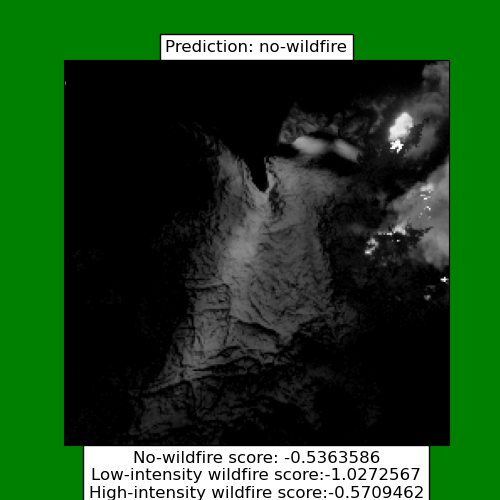 Prediction: no-wildfire
No-wildfire score: -0.5363586
Low-intensity wildfire score:-1.0272567
High-intensity wildfire score:-0.5709462